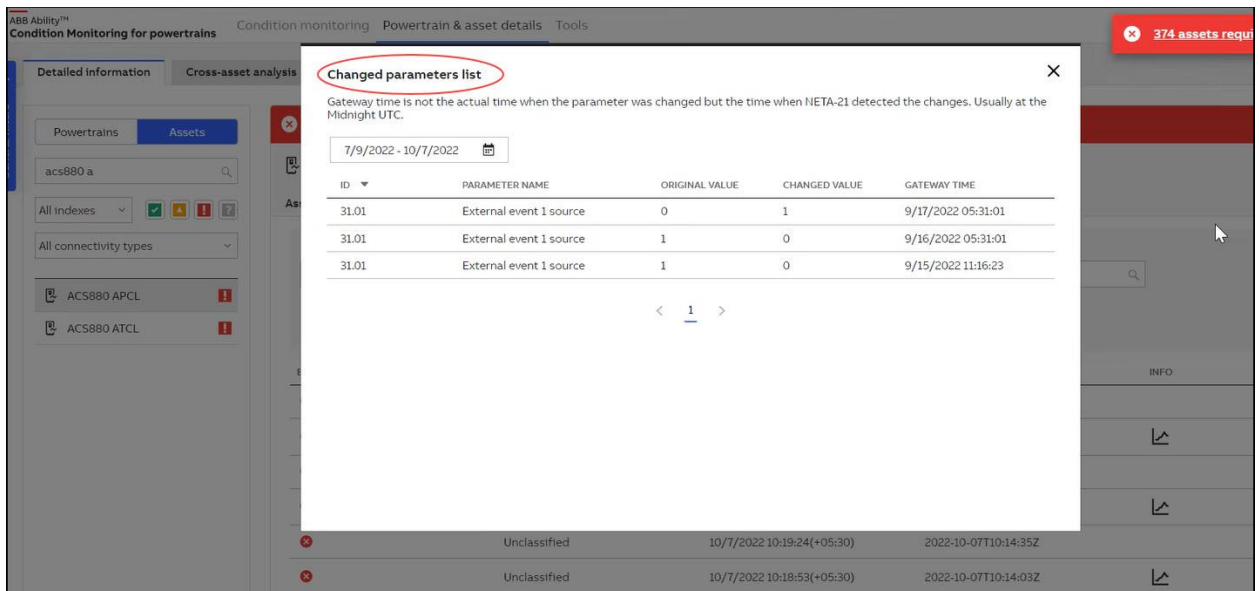 ABB Ability™
Condition Monitoring for powertrains
Condition monitoring Powertrain & asset details Tools
374 assets requi
Detailed information Cross-asset analysis
Changed parameters list
Gateway time is not the actual time when the parameter was changed but the time when NETA-21 detected the changes. Usually at the
Midnight UTC.
Powertrains Assets
7/9/2022 - 10/7/2022
acs880 a
ID PARAMETER NAME ORIGINAL VALUE CHANGED VALUE GATEWAY TIME
All indexes
31.01 External event 1 source 0 1 9/17/2022 05:31:01
31.01 External event 1 source 1 0 9/16/2022 05:31:01
All connectivity types
31.01 External event 1 source 1 0 9/15/2022 11:16:23
ACS880 APCL
1
ACS880 ATCL
INFO
Unclassified 10/7/2022 10:19:24(+05:30) 2022-10-07T10:14:35Z
Unclassified 10/7/2022 10:18:53(+05:30) 2022-10-07T10:14:03Z